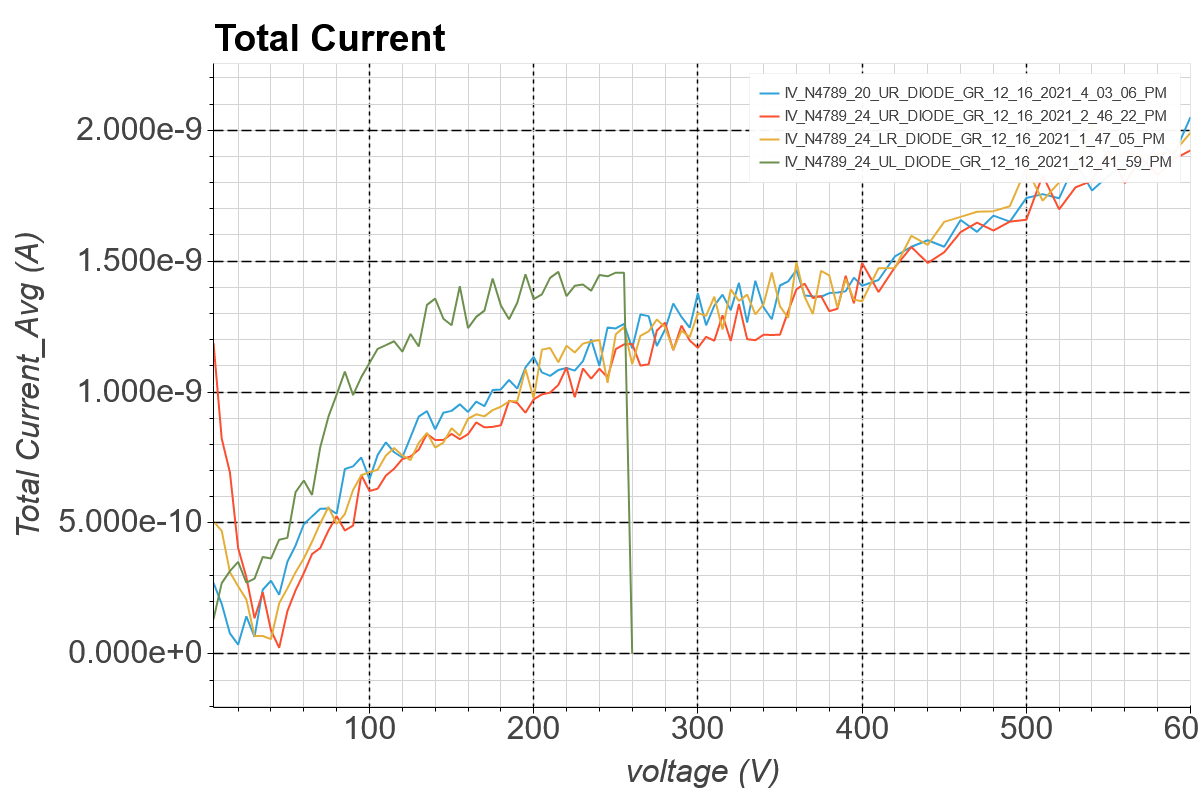 Total Current
IV_N4789_20_UR_DIODE_GR_12_16_2021_4_03_06_PM
IV_N4789_24_UR_DIODE_GR_12_16_2021_2_46_22_PM
IV_N4789_24_LR_DIODE_GR_12_16_2021_1_47_05_PM
IV_N4789_24_UL_DIODE_GR_12_16_2021_12_41_59_PM
Total Current_Avg (A)
2.000e-9
1.500e-9
1.000e-9
5.000e-10
0.000e+0
100 200 300 400 500 60
voltage (V)